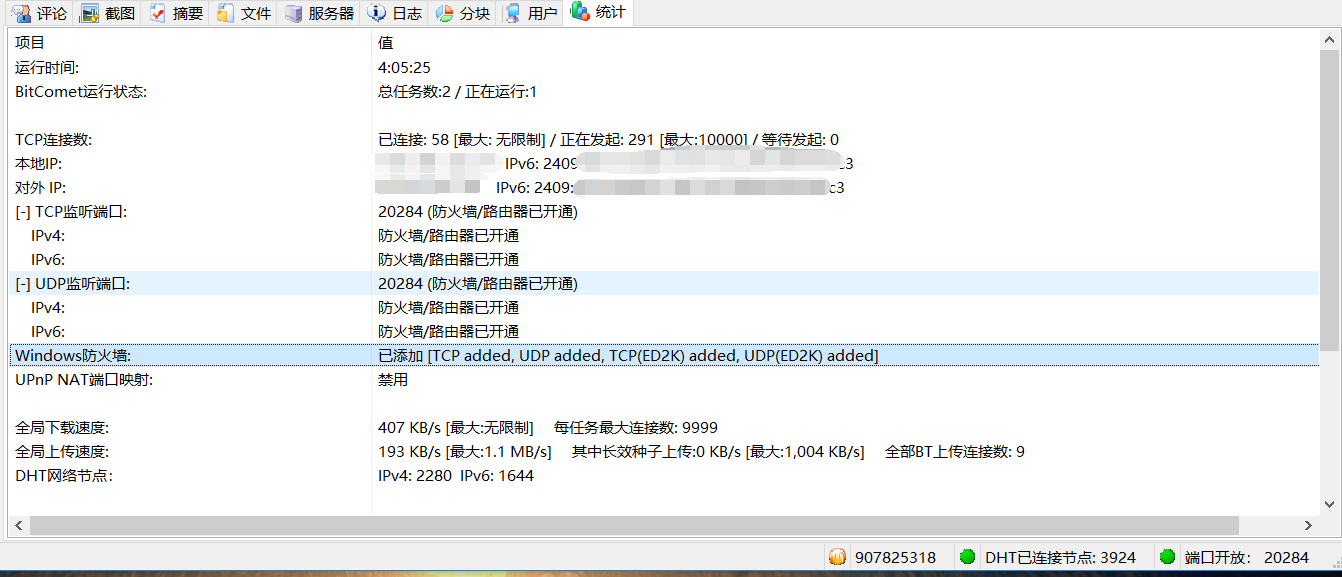 评论 截图 摘要 文件 服务器 日志 分块 用户 统计
项目 值
运行时间: 4:05:25
BitComet运行状态: 总任务数:2 / 正在运行:1
TCP连接数: 已连接: 58 [最大: 无限制] / 正在发起: 291 [最大:10000] / 等待发起: 0
本地IP: IPv6: 2409 c3
对外 IP: IPv6: 2409: c3
[-] TCP监听端口: 20284 (防火墙/路由器已开通)
IPv4: 防火墙/路由器已开通
IPv6: 防火墙/路由器已开通
[-] UDP监听端口: 20284 (防火墙/路由器已开通)
IPv4: 防火墙/路由器已开通
IPv6: 防火墙/路由器已开通
Windows防火墙: 已添加 [TCP added, UDP added, TCP(ED2K) added, UDP(ED2K) added]
UPnP NAT端口映射: 禁用
全局下载速度: 407 KB/s [最大:无限制] 每任务最大连接数: 9999
全局上传速度: 193 KB/s [最大:1.1 MB/s] 其中长效种子上传:0 KB/s [最大:1,004 KB/s] 全部BT上传连接数: 9
DHT网络节点: IPv4: 2280 IPv6: 1644
907825318 DHT已连接节点: 3924 端口开放: 20284